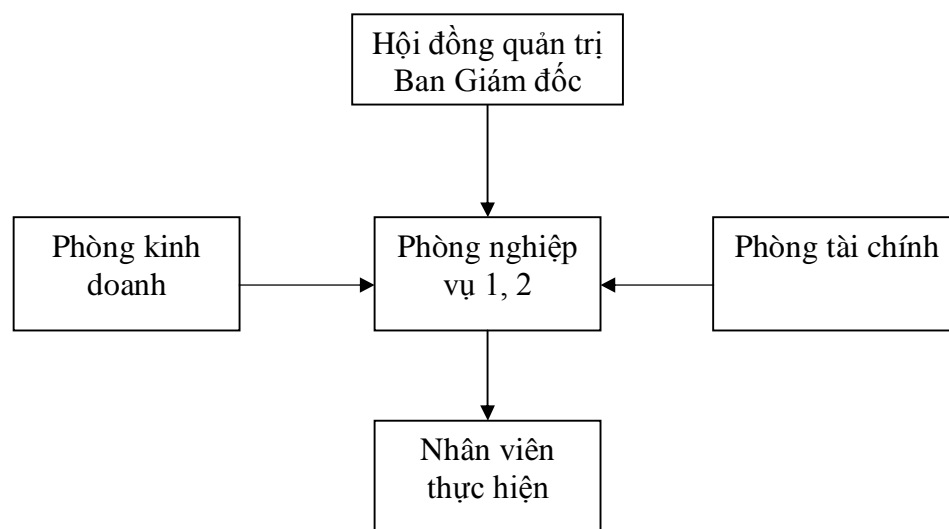 Hội đồng quản trị
Ban Giám đốc
Phòng kinh
doanh
Phòng nghiệp
vụ 1, 2
Phòng tài chính
Nhân viên
thực hiện